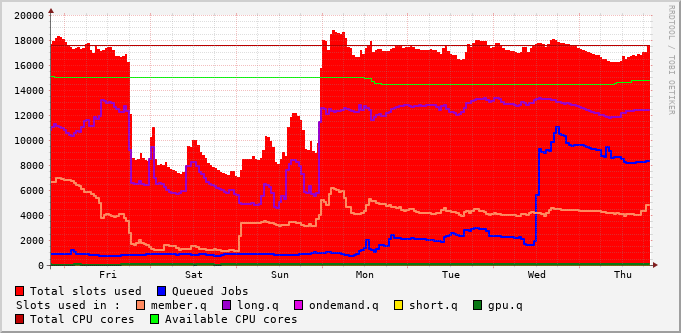 20000
18000
16000
14000
12000
10000
8000
6000
4000
2000
0
Fri Sat Sun Mon Tue Wed Thu
RRDTOOL / TOBI OETIKER
Total slots used Queued Jobs
Slots used in : member.q long.q ondemand.q short.q gpu.q
Total CPU cores Available CPU cores